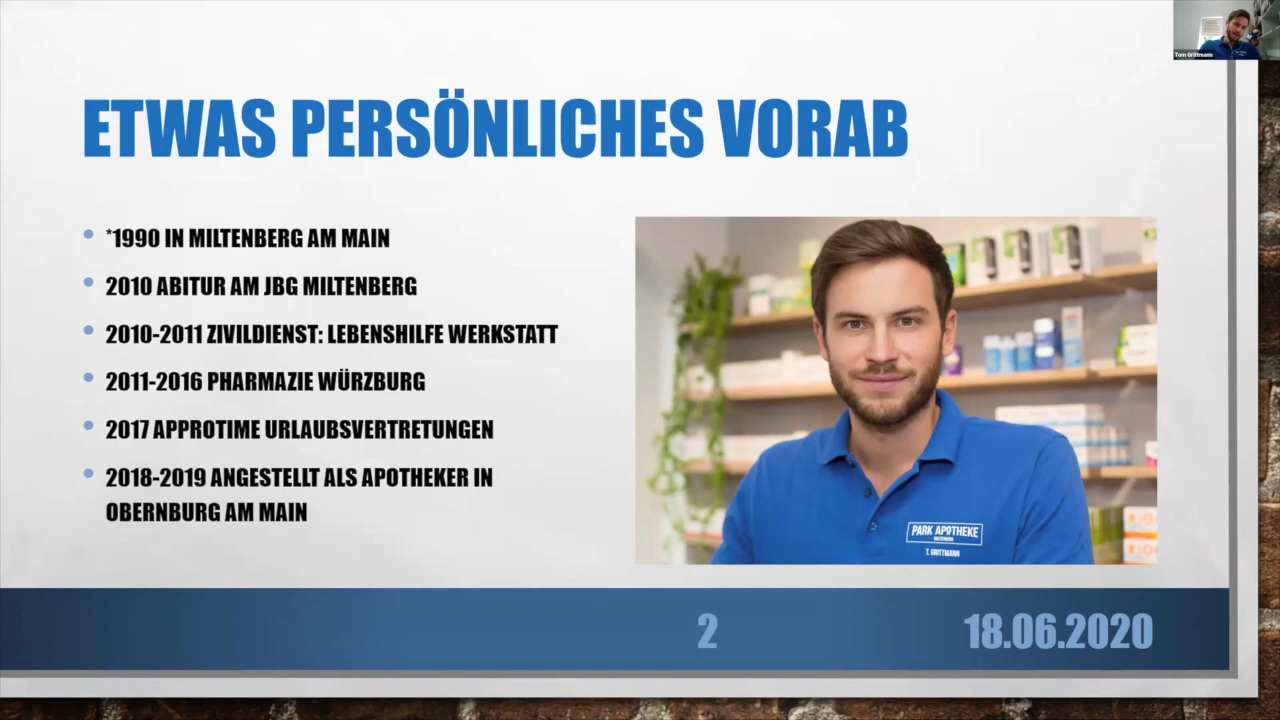 Tom Grittmann
ETWAS PERSÖNLICHES VORAB
*1990 IN MILTENBERG AM MAIN
2010 ABITUR AM JBG MILTENBERG
2010-2011 ZIVILDIENST: LEBENSHILFE WERKSTATT
2011-2016 PHARMAZIE WÜRZBURG
2017 APPROTIME URLAUBSVERTRETUNGEN
2018-2019 ANGESTELLT ALS APOTHEKER IN
OBERNBURG AM MAIN
PARK APOTHEKE
T. GRITTMANN
2
18.06.2020